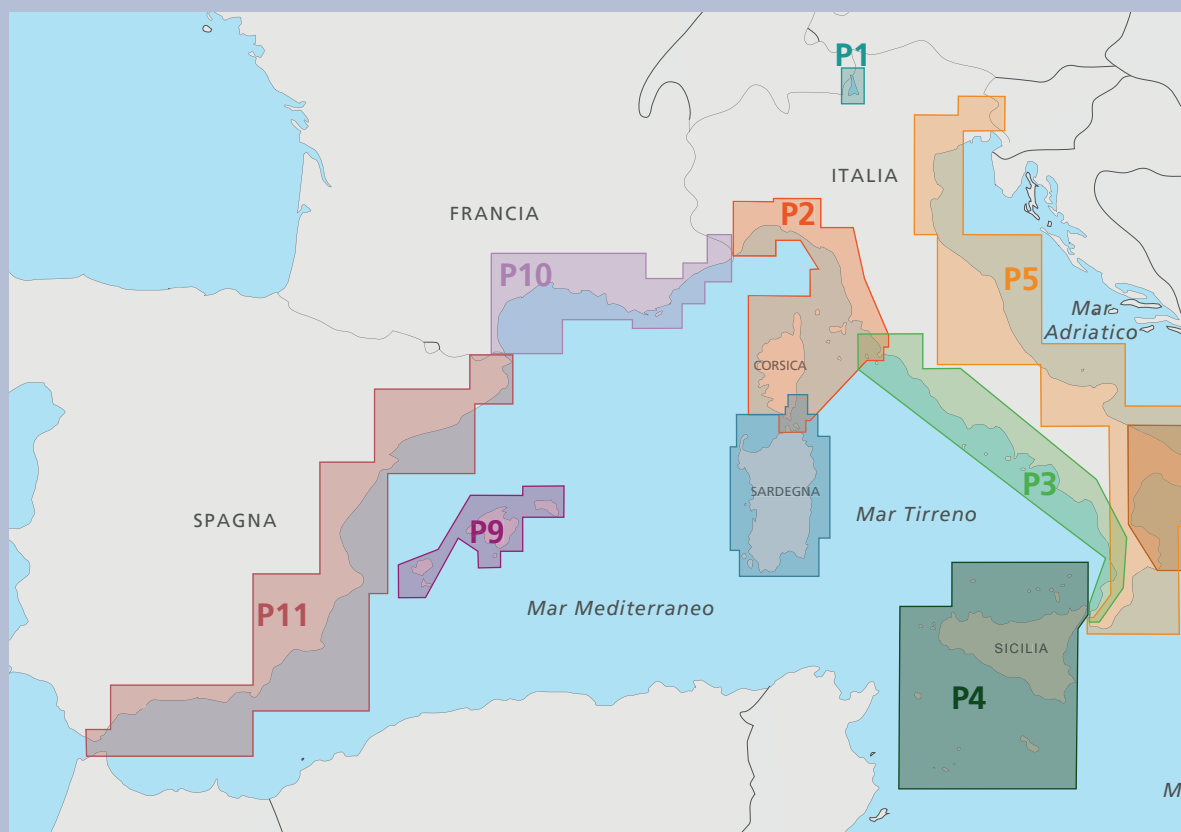 P1
ITALIA
FRANCIA
P2
P10
P5
Mar
Adriatico
CORSICA
P3
SARDEGNA
SPAGNA
Mar Tirreno
P9
Mar Mediterraneo
P11
SICILIA
P4
M